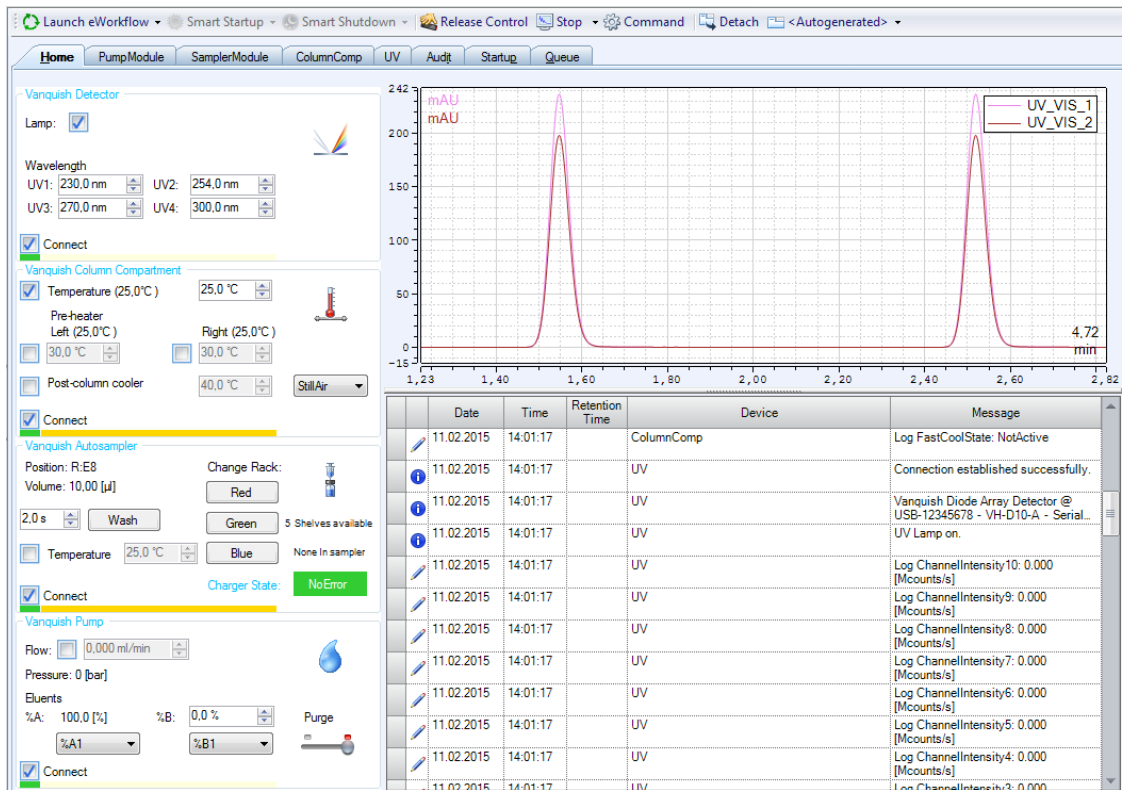 Launch eWorkflow Smart Startup Smart Shutdown Release Control Stop Command Detach <Autogenerated>
Home PumpModule SamplerModule ColumnComp UV Audit Startup Queue
Vanquish Detector
Lamp:
Wavelength
UV1: 230,0 nm UV2: 254,0 nm
UV3: 270,0 nm UV4: 300,0 nm
Connect
Vanquish Column Compartment
Temperature (25,0°C ) 25,0 °C
Pre-heater
Left (25,0°C ) Right (25,0°C )
30,0 °C 30,0 °C
Post-column cooler 40,0 °C StillAir
Connect
Vanquish Autosampler
Position: R:E8 Change Rack:
Volume: 10,00 [µl] Red
2,0 s Wash Green 5 Shelves available
Temperature 25,0 °C Blue None In sampler
Charger State: NoError
Connect
Vanquish Pump
Flow: 0,000 ml/min
Pressure: 0 [bar]
Eluents
%A: 100,0 [%] %B: 0,0 % Purge
%A1 %B1
Connect
242
mAU UV_VIS_1
mAU UV_VIS_2
200
150
100
50
4.72
0 min
-15
1,23 1,40 1,60 1,80 2,00 2,20 2,40 2,60 2,82
Date Time Retention Time Device Message
11.02.2015 14:01:17 ColumnComp Log FastCoolState: NotActive
11.02.2015 14:01:17 UV Connection established successfully.
11.02.2015 14:01:17 UV Vanquish Diode Array Detector @
USB-12345678 - VH-D10-A - Serial...
11.02.2015 14:01:17 UV UV Lamp on.
11.02.2015 14:01:17 UV Log ChannelIntensity10: 0.000
[Mcounts/s]
11.02.2015 14:01:17 UV Log ChannelIntensity9: 0.000
[Mcounts/s]
11.02.2015 14:01:17 UV Log ChannelIntensity8: 0.000
[Mcounts/s]
11.02.2015 14:01:17 UV Log ChannelIntensity7: 0.000
[Mcounts/s]
11.02.2015 14:01:17 UV Log ChannelIntensity6: 0.000
[Mcounts/s]
11.02.2015 14:01:17 UV Log ChannelIntensity5: 0.000
[Mcounts/s]
11.02.2015 14:01:17 UV Log ChannelIntensity4: 0.000
[Mcounts/s]
11.02.2015 14:01:17 UV Log ChannelIntensity3: 0.000